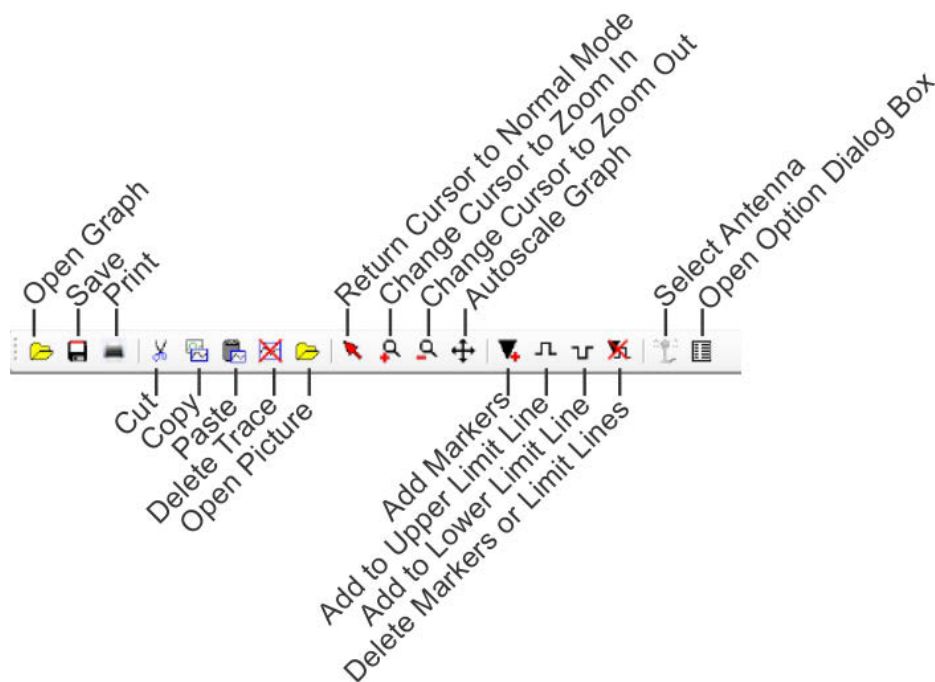 Open Graph
Save
Print
Return Cursor to Normal Mode
Change Cursor to Zoom In
Change Cursor to Zoom Out
Autoscale Graph
Select Antenna
Open Option Dialog Box
Cut
Copy
Paste
Delete Trace
Open Picture
Add Markers
Add to Upper Limit Line
Add to Lower Limit Line
Delete Markers or Limit Lines